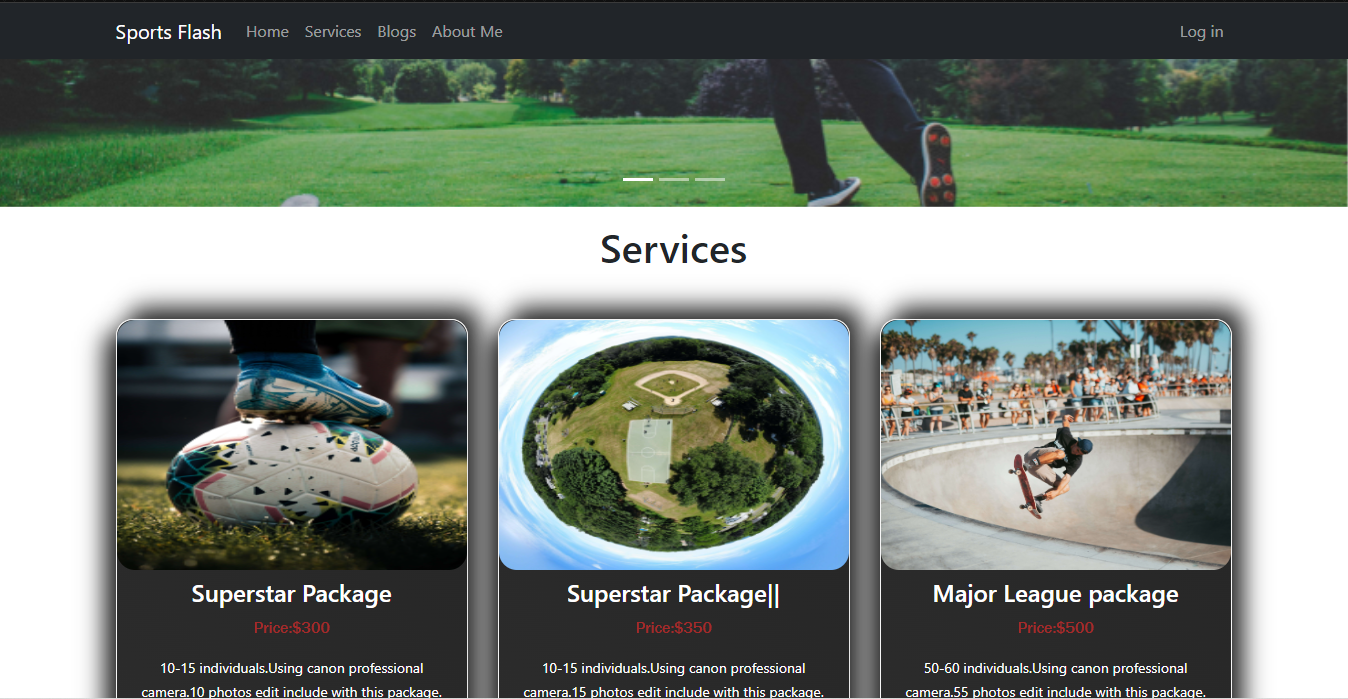 Sports Flash Home Services Blogs About Me Log in
Services
Superstar Package
Price:$300
10-15 individuals.Using canon professional
camera.10 photos edit include with this package.
Superstar Package||
Price:$350
10-15 individuals.Using canon professional
camera.15 photos edit include with this package.
Major League package
Price:$500
50-60 individuals.Using canon professional
camera.55 photos edit include with this package.